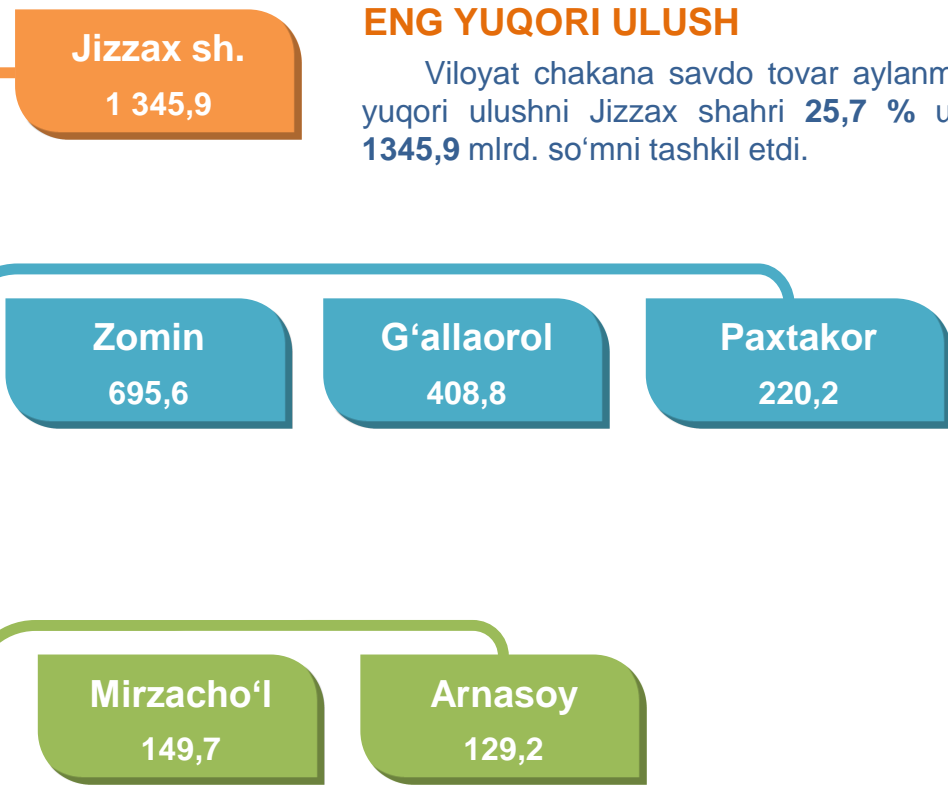 Jizzax sh.
1 345,9
ENG YUQORI ULUSH
Viloyat chakana savdo tovar
yuqori ulushni Jizzax shahri 25,7 %
1345,9 mlrd. so‘mni tashkil etdi.
Zomin
695,6
G‘allaorol
408,8
Paxtakor
220,2
Mirzacho‘l
149,7
Arnasoy
129,2